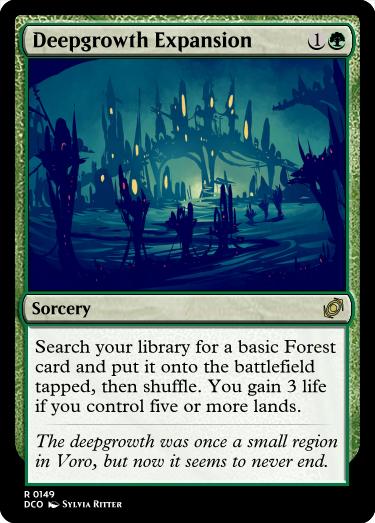 Deepgrowth Expansion 1
Sorcery
Search your library for a basic Forest
card and put it onto the battlefield
tapped, then shuffle. You gain 3 life
if you control five or more lands.
The deepgrowth was once a small region
in Voro, but now it seems to never end.
R 0149
DCO Sylvia Ritter